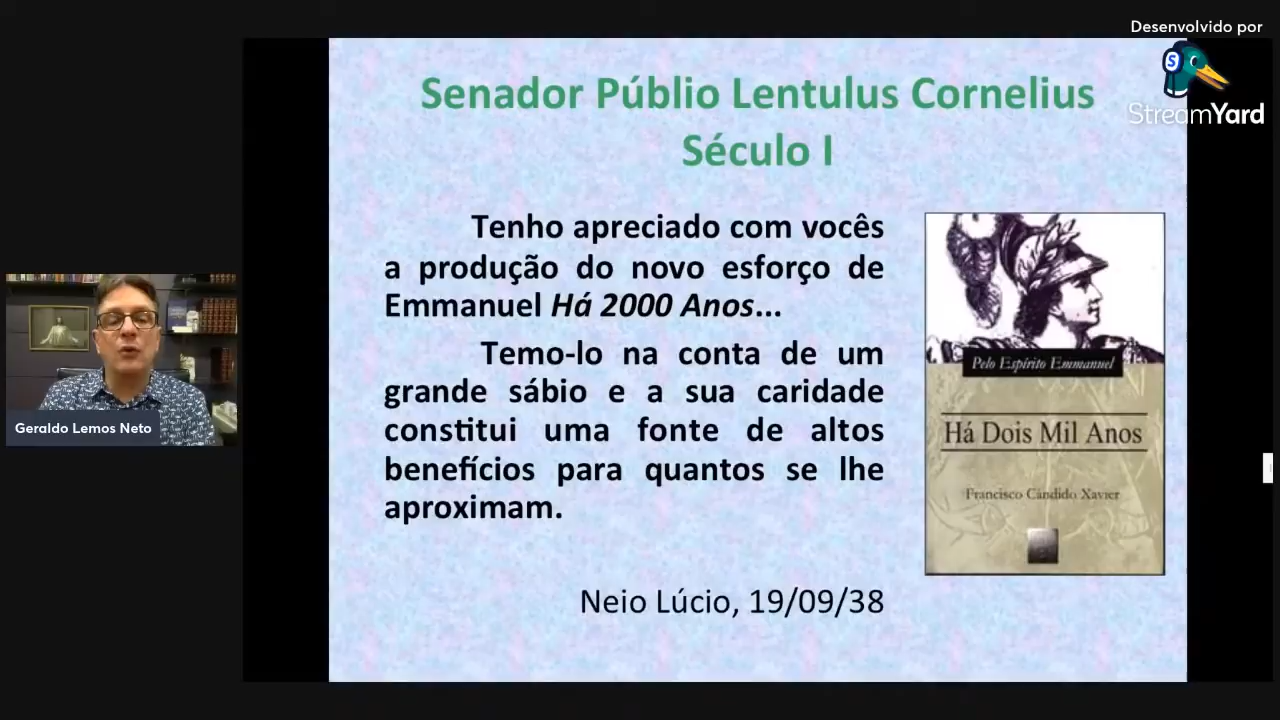 Desenvolvido por
StreamYard
Senador Públio Lentulus Cornelius
Século I
Tenho apreciado com vocês
a produção do novo esforço de
Emmanuel Há 2000 Anos...
Temo-lo na conta de um
grande sábio e a sua caridade
constitui uma fonte de altos
benefícios para quantos se lhe
aproximam.
Neio Lúcio, 19/09/38
Pelo Espírito Emmanuel
Há Dois Mil Anos
Francisco Cândido Xavier
Geraldo Lemos Neto